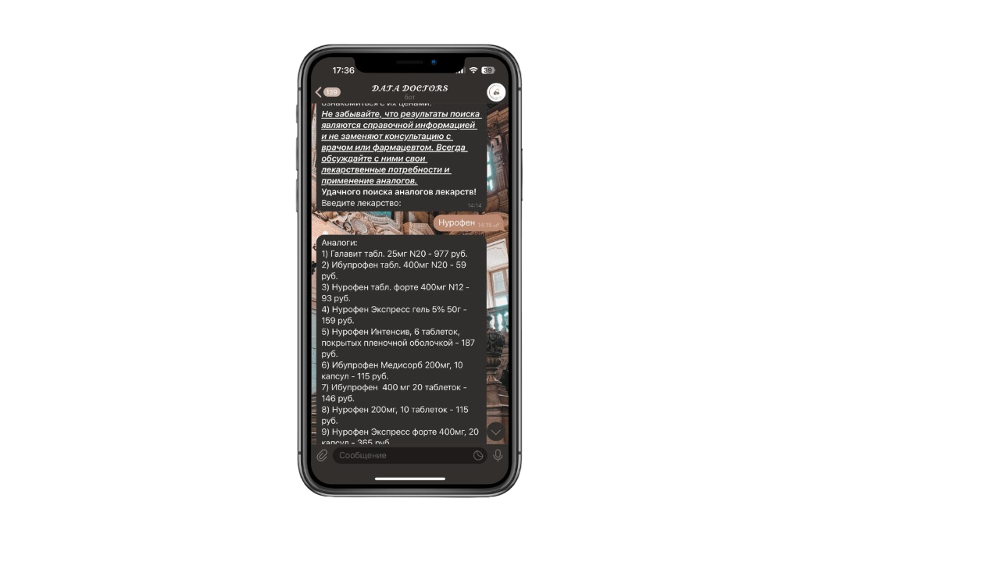 17:36
39
139
DATA DOCTORS
бот
ознакомиться с их ценами.
Не забывайте, что результаты поиска
являются справочной информацией
и не заменяют консультацию с
врачом или фармацевтом. Всегда
обсуждайте с ними свои
лекарственные потребности и
применение аналогов.
Удачного поиска аналогов лекарств!
Введите лекарство:
14:14
Нурофен 14:15
Аналоги:
1) Галавит табл. 25мг N20 - 977 руб.
2) Ибупрофен табл. 400мг N20 - 59
руб.
3) Нурофен табл. форте 400мг N12 -
93 руб.
4) Нурофен Экспресс гель 5% 50г -
159 руб.
5) Нурофен Интенсив, 6 таблеток,
покрытых пленочной оболочкой - 187
руб.
6) Ибупрофен Медисорб 200мг, 10
капсул - 115 руб.
7) Ибупрофен  400 мг 20 таблеток -
146 руб.
8) Нурофен 200мг, 10 таблеток - 115
руб.
9) Нурофен Экспресс форте 400мг, 20
капсул - 365 руб.
Сообщение